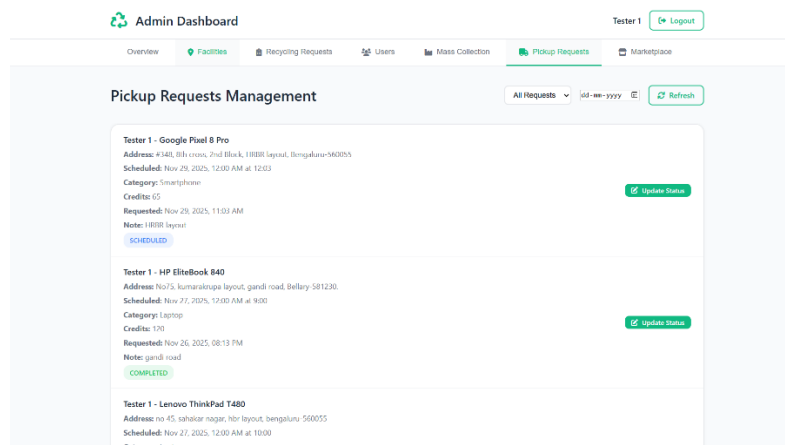 Admin Dashboard
Tester 1
Logout
Overview
Facilities
Recycling Requests
Users
Mass Collection
Pickup Requests
Marketplace
Pickup Requests Management
All Requests
dd-mm-yyyy
Refresh
Tester 1 - Google Pixel 8 Pro
Address: #348, 8th cross, 2nd Block, HRBR layout, Bengaluru-560055
Scheduled: Nov 29, 2025, 12:00 AM at 12:03
Category: Smartphone
Credits: 65
Requested: Nov 29, 2025, 11:03 AM
Note: HRBR layout
SCHEDULED
Update Status
Tester 1 - HP EliteBook 840
Address: No75, kumarakrupa layout, gandi road, Bellary-581230.
Scheduled: Nov 27, 2025, 12:00 AM at 9:00
Category: Laptop
Credits: 120
Requested: Nov 26, 2025, 08:13 PM
Note: gandi road
COMPLETED
Update Status
Tester 1 - Lenovo ThinkPad T480
Address: no 45, sahakar nagar, hbr layout, bengaluru-560055
Scheduled: Nov 27, 2025, 12:00 AM at 10:00